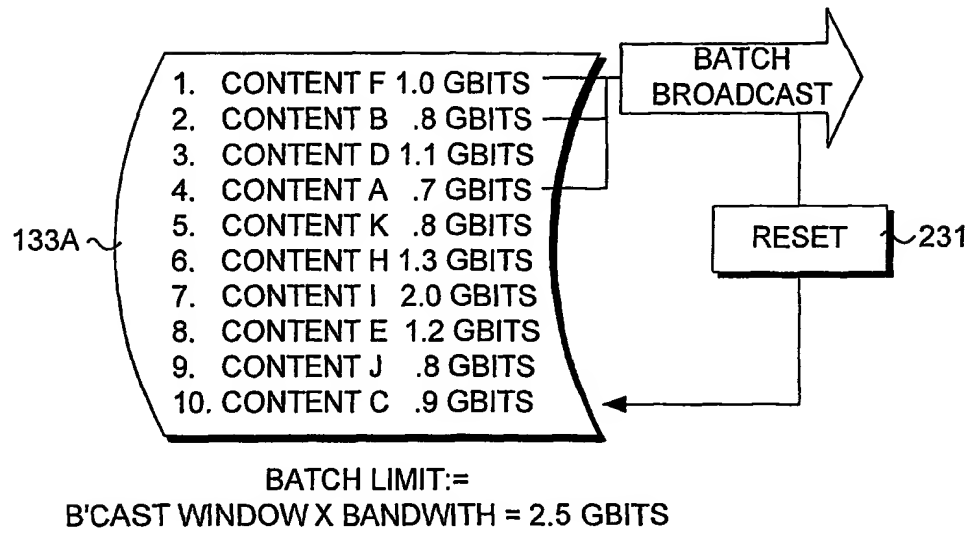 1. CONTENT F 1.0 GBITS
2. CONTENT B .8 GBITS
3. CONTENT D 1.1 GBITS
4. CONTENT A .7 GBITS
5. CONTENT K .8 GBITS
6. CONTENT H 1.3 GBITS
7. CONTENT I 2.0 GBITS
8. CONTENT E 1.2 GBITS
9. CONTENT J .8 GBITS
10. CONTENT C .9 GBITS
BATCH
BROADCAST
133A
RESET
231
BATCH LIMIT:=
B'CAST WINDOW X BANDWITH = 2.5 GBITS